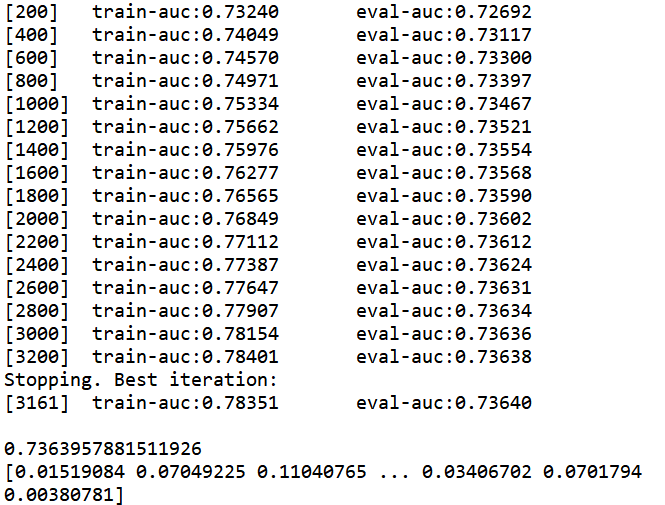 [200]	train-auc:0.73240	eval-auc:0.72692
[400]	train-auc:0.74049	eval-auc:0.73117
[600]	train-auc:0.74570	eval-auc:0.73300
[800]	train-auc:0.74971	eval-auc:0.73397
[1000]	train-auc:0.75334	eval-auc:0.73467
[1200]	train-auc:0.75662	eval-auc:0.73521
[1400]	train-auc:0.75976	eval-auc:0.73554
[1600]	train-auc:0.76277	eval-auc:0.73568
[1800]	train-auc:0.76565	eval-auc:0.73590
[2000]	train-auc:0.76849	eval-auc:0.73602
[2200]	train-auc:0.77112	eval-auc:0.73612
[2400]	train-auc:0.77387	eval-auc:0.73624
[2600]	train-auc:0.77647	eval-auc:0.73631
[2800]	train-auc:0.77907	eval-auc:0.73634
[3000]	train-auc:0.78154	eval-auc:0.73636
[3200]	train-auc:0.78401	eval-auc:0.73638
Stopping. Best iteration:
[3161]	train-auc:0.78351	eval-auc:0.73640
0.7363957881511926
[0.01519084 0.07049225 0.11040765 ... 0.03406702 0.0701794
0.00380781]